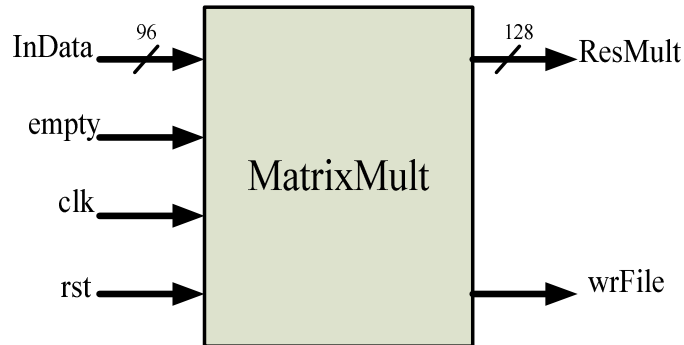 96
InData
128
ResMult
empty
MatrixMult
clk
rst
wrFile